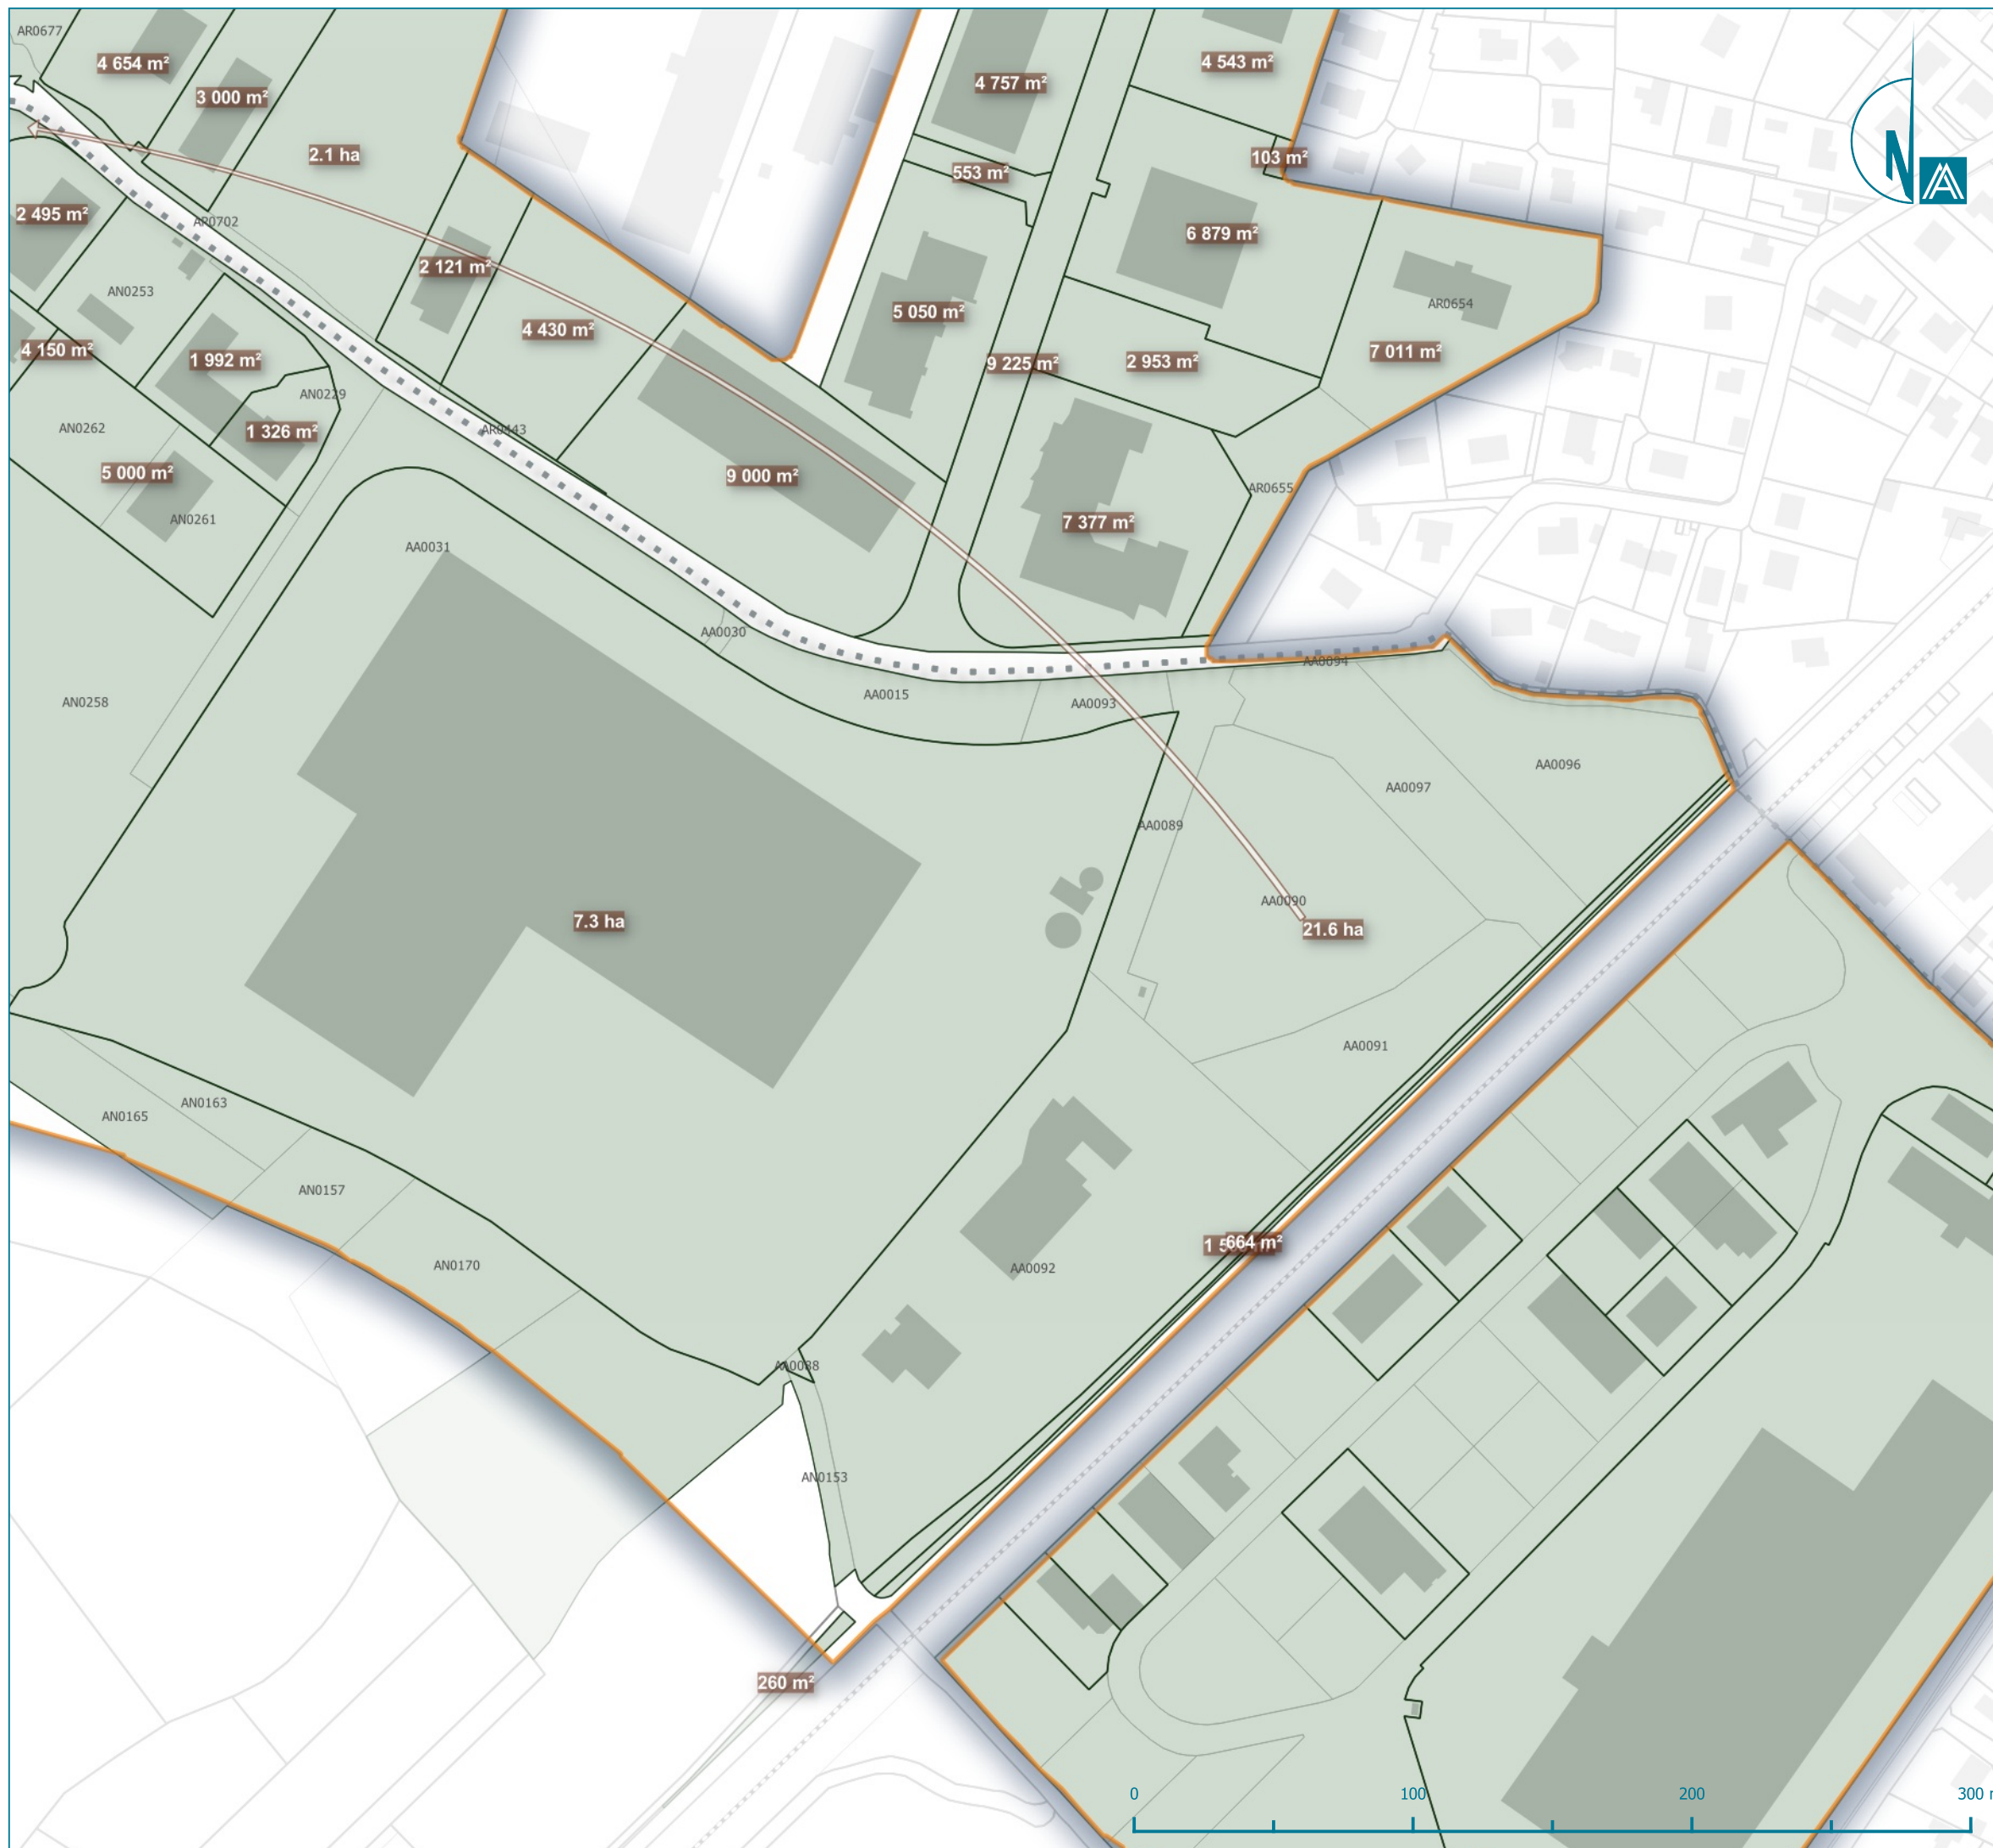 AR0677
4 654 m²
3 000 m²
2.1 ha
4 757 m²
4 543 m²
N
553 m²
103 m²
2 495 m²
AR0702
6 879 m²
2 121 m²
AN0253
4 430 m²
5 050 m²
AR0654
4 150 m²
1 992 m²
9 225 m²
2 953 m²
7 011 m²
AN0229
AN0262
1 326 m²
AR0443
5 000 m²
9 000 m²
AR0655
AN0261
7 377 m²
AA0031
AA0030
AA0094
AN0258
AA0015
AA0093
AA0096
AA0097
AA0089
AA0090
7.3 ha
21.6 ha
AA0091
AN0165
AN0163
AN0157
664 m²
AN0170
AA0092
AA0088
AN0153
260 m²
0 100 200 300